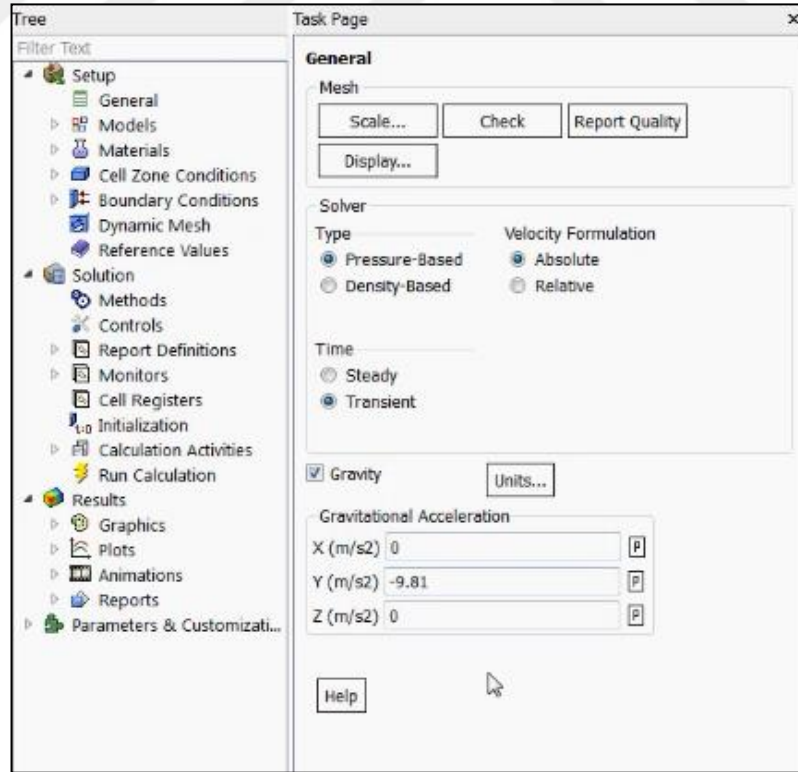 Tree
Filter Text
Setup
General
Models
Materials
Cell Zone Conditions
Boundary Conditions
Dynamic Mesh
Reference Values
Solution
Methods
Controls
Report Definitions
Monitors
Cell Registers
t=0 Initialization
Calculation Activities
Run Calculation
Results
Graphics
Plots
Animations
Reports
Parameters & Customizati...
Task Page
General
Mesh
Scale... Check Report Quality
Display...
Solver
Type Velocity Formulation
Pressure-Based Absolute
Density-Based Relative
Time
Steady
Transient
Gravity Units...
Gravitational Acceleration
X (m/s2) 0 P
Y (m/s2) -9.81 P
Z (m/s2) 0 P
Help